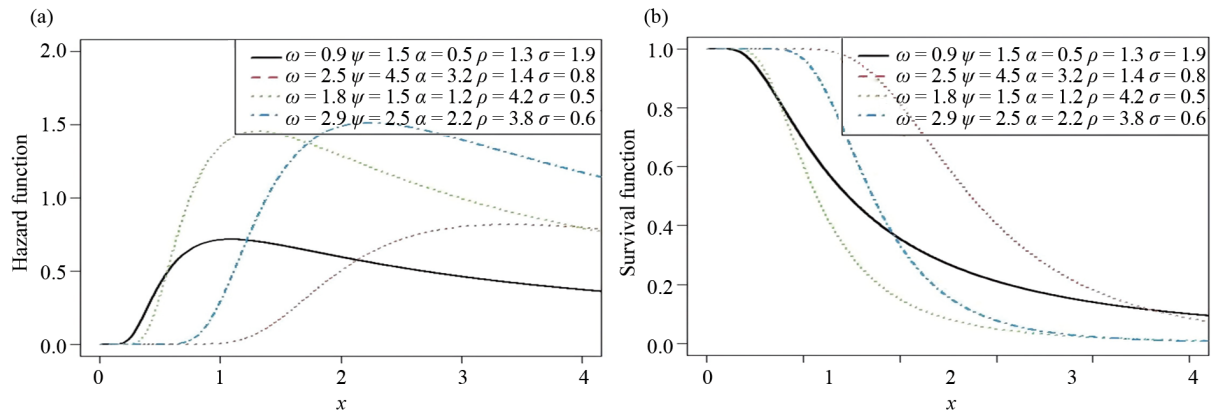 (a)
ω = 0.9 ψ = 1.5 α = 0.5 ρ = 1.3 σ = 1.9
ω = 2.5 ψ = 4.5 α = 3.2 ρ = 1.4 σ = 0.8
ω = 1.8 ψ = 1.5 α = 1.2 ρ = 4.2 σ = 0.5
ω = 2.9 ψ = 2.5 α = 2.2 ρ = 3.8 σ = 0.6
Hazard function
2.0
1.5
1.0
0.5
0.0
0 1 2 3 4
x
(b)
ω = 0.9 ψ = 1.5 α = 0.5 ρ = 1.3 σ = 1.9
ω = 2.5 ψ = 4.5 α = 3.2 ρ = 1.4 σ = 0.8
ω = 1.8 ψ = 1.5 α = 1.2 ρ = 4.2 σ = 0.5
ω = 2.9 ψ = 2.5 α = 2.2 ρ = 3.8 σ = 0.6
Survival function
1.0
0.8
0.6
0.4
0.2
0.0
0 1 2 3 4
x